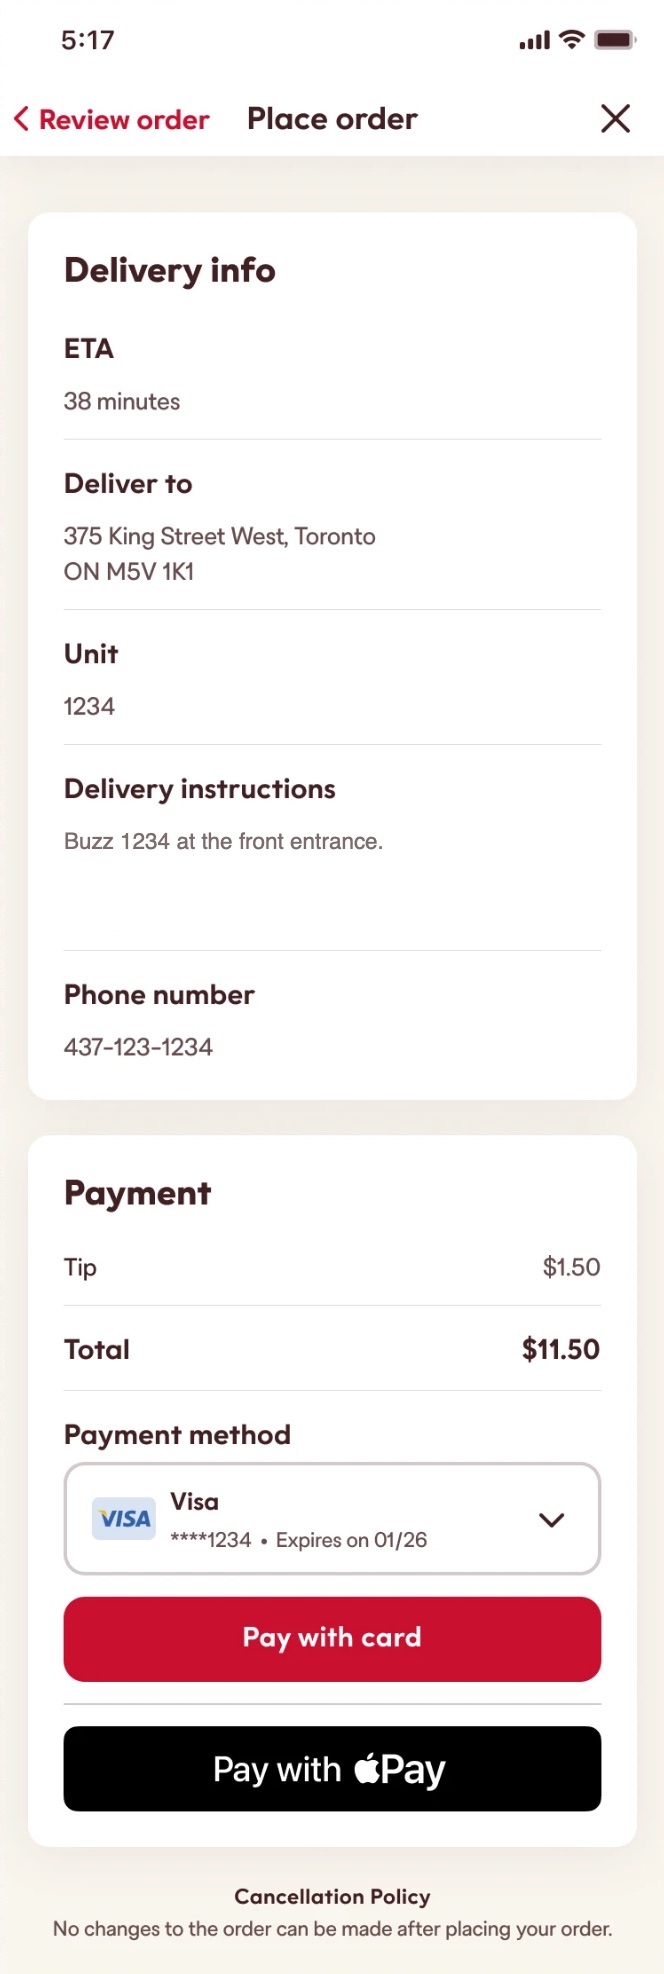 5:17
Review order
Place order
Delivery info
ETA
38 minutes
Deliver to
375 King Street West, Toronto
ON M5V 1K1
Unit
1234
Delivery instructions
Buzz 1234 at the front entrance.
Phone number
437-123-1234
Payment
Tip $1.50
Total $11.50
Payment method
VISA
Visa
****1234 • Expires on 01/26
Pay with card
Pay with Pay
Cancellation Policy
No changes to the order can be made after placing your order.